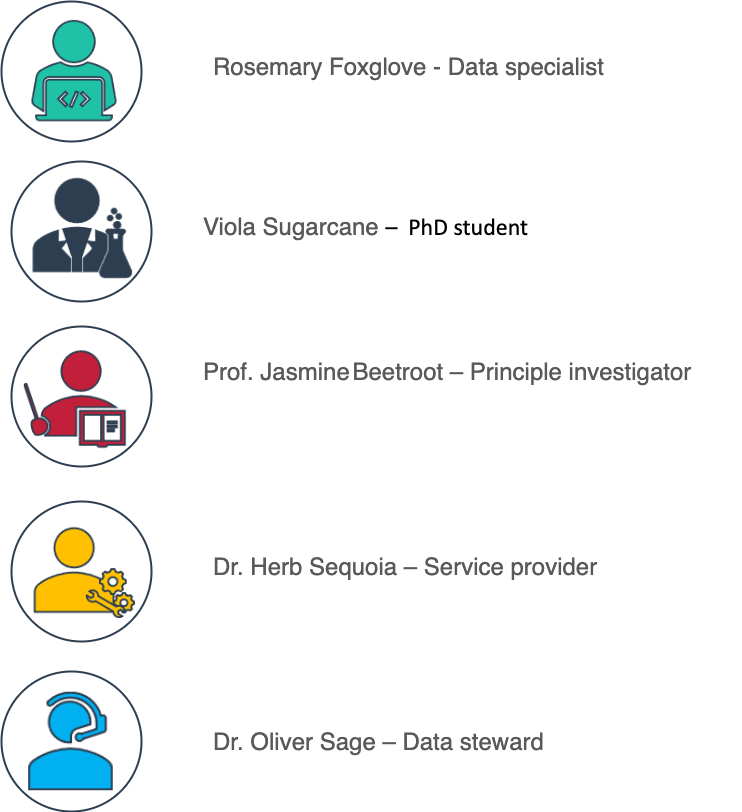 </> Rosemary Foxglove - Data specialist
Viola Sugarcane – PhD student
Prof. Jasmine Beetroot – Principle investigator
Dr. Herb Sequoia – Service provider
Dr. Oliver Sage – Data steward